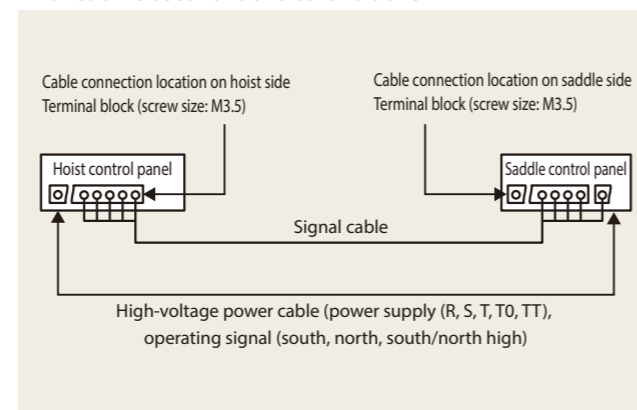 Cable connection location on hoist side
Terminal block (screw size: M3.5)
Cable connection location on saddle side
Terminal block (screw size: M3.5)
Hoist control panel
Saddle control panel
Signal cable
High-voltage power cable (power supply (R, S, T, T0, TT),
operating signal (south, north, south/north high)